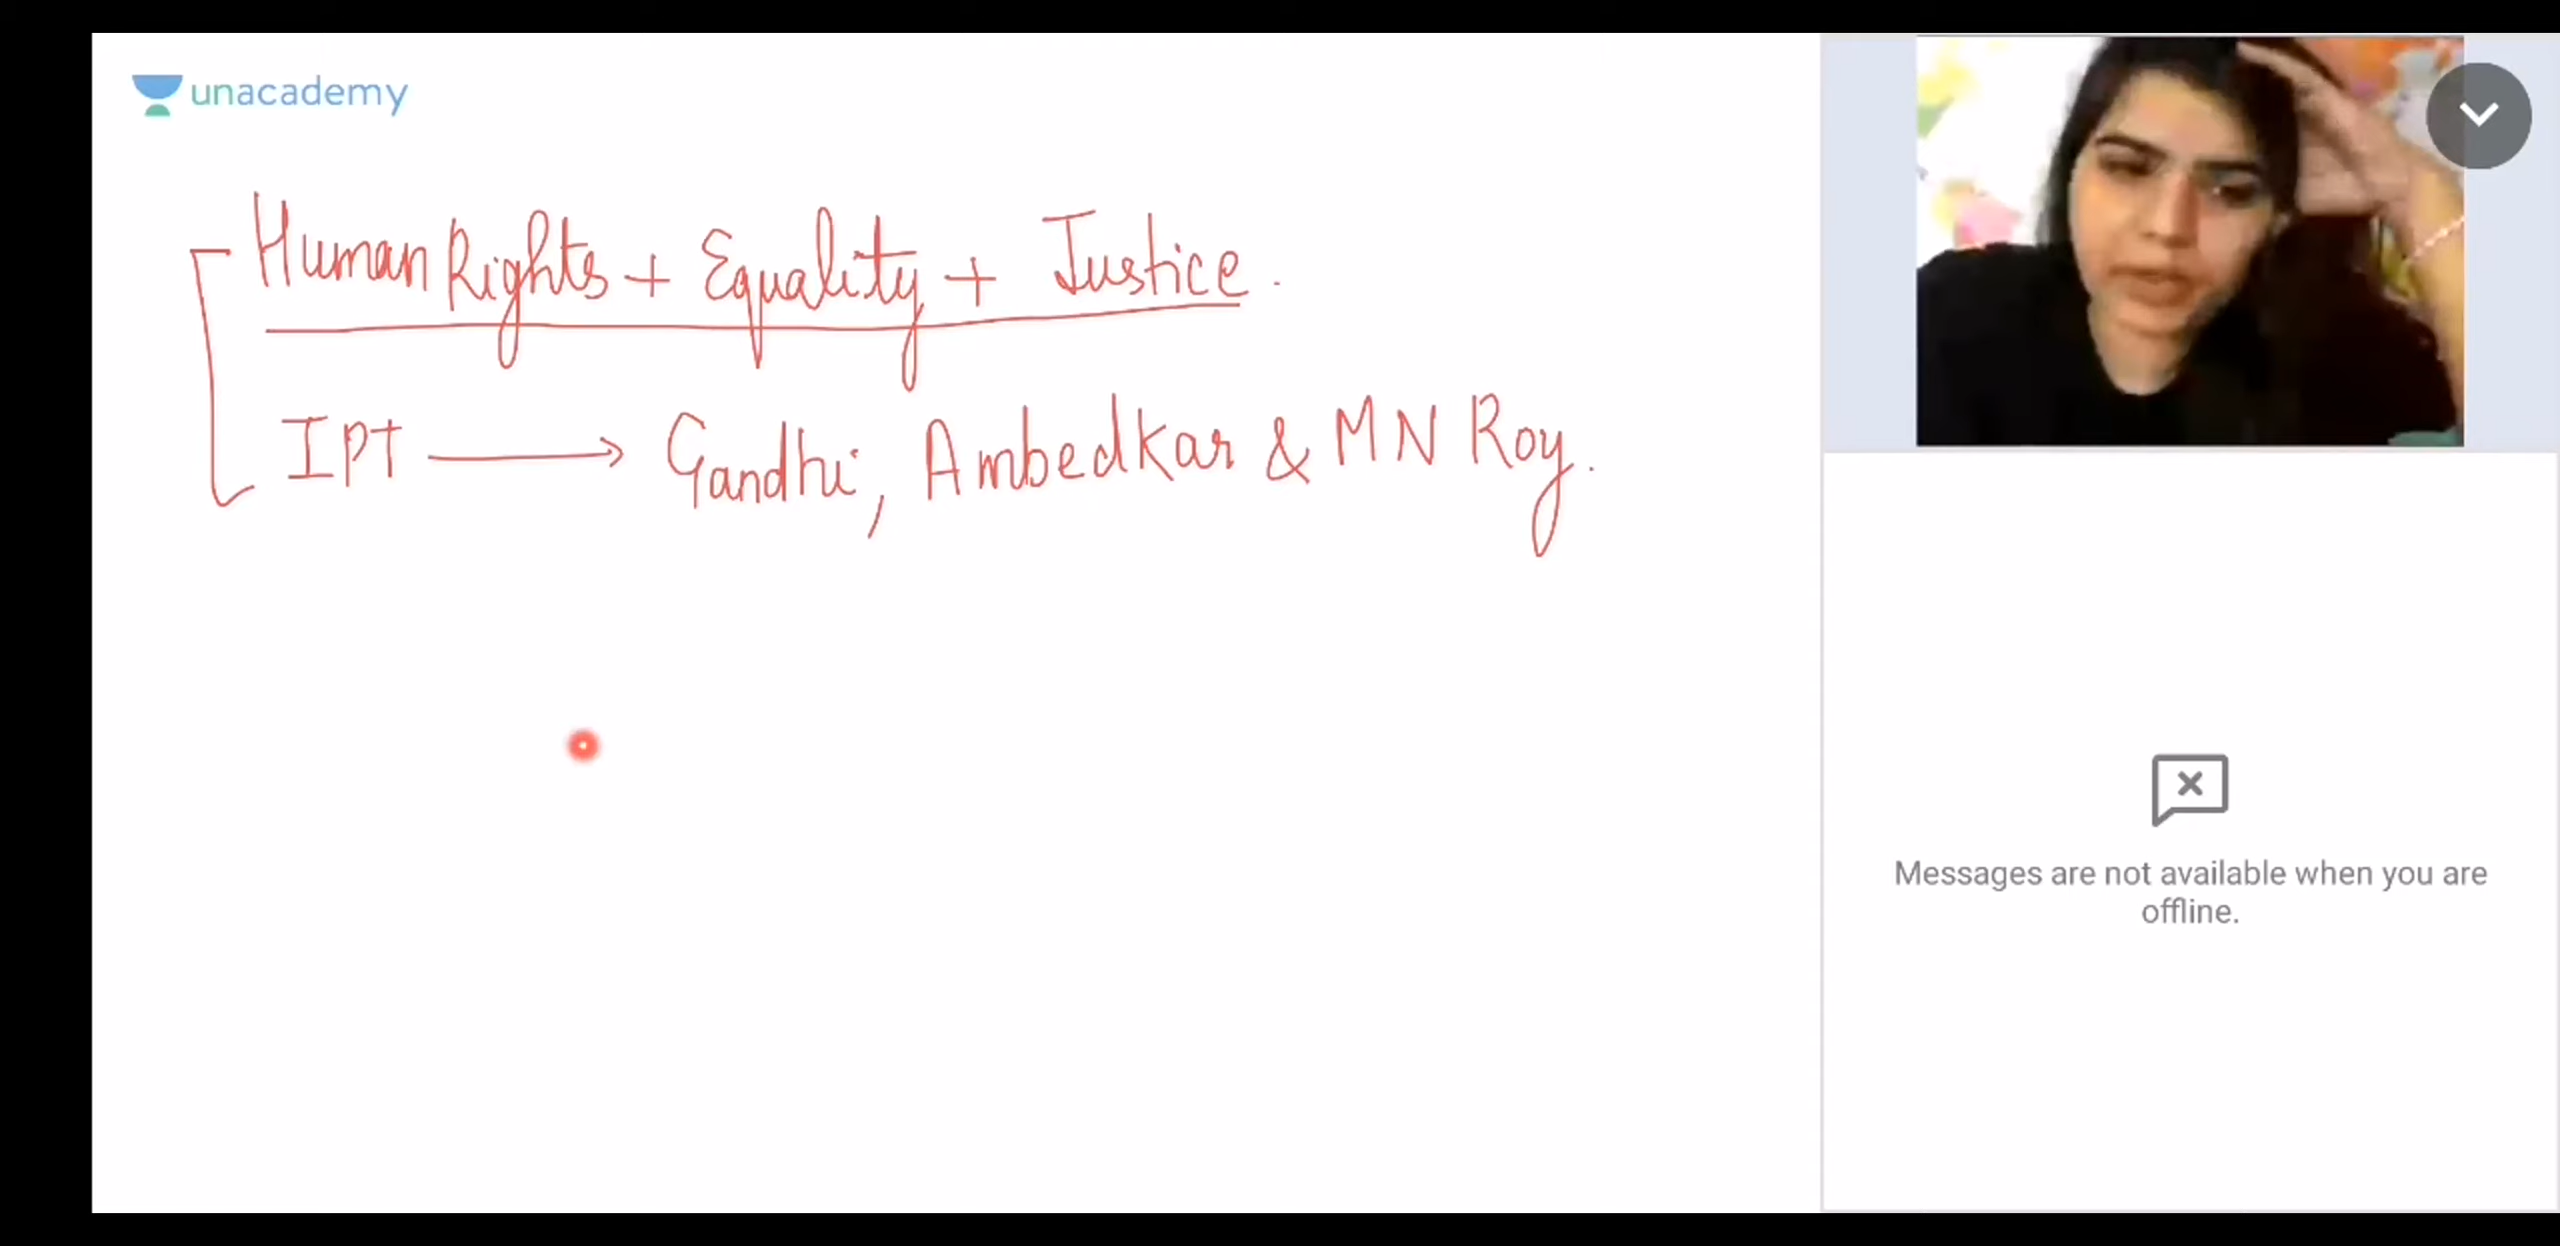 unacademy
Human Rights + Equality + Justice.
IPT → Gandhi, Ambedkar & MN Roy.
Messages are not available when you are
offline.